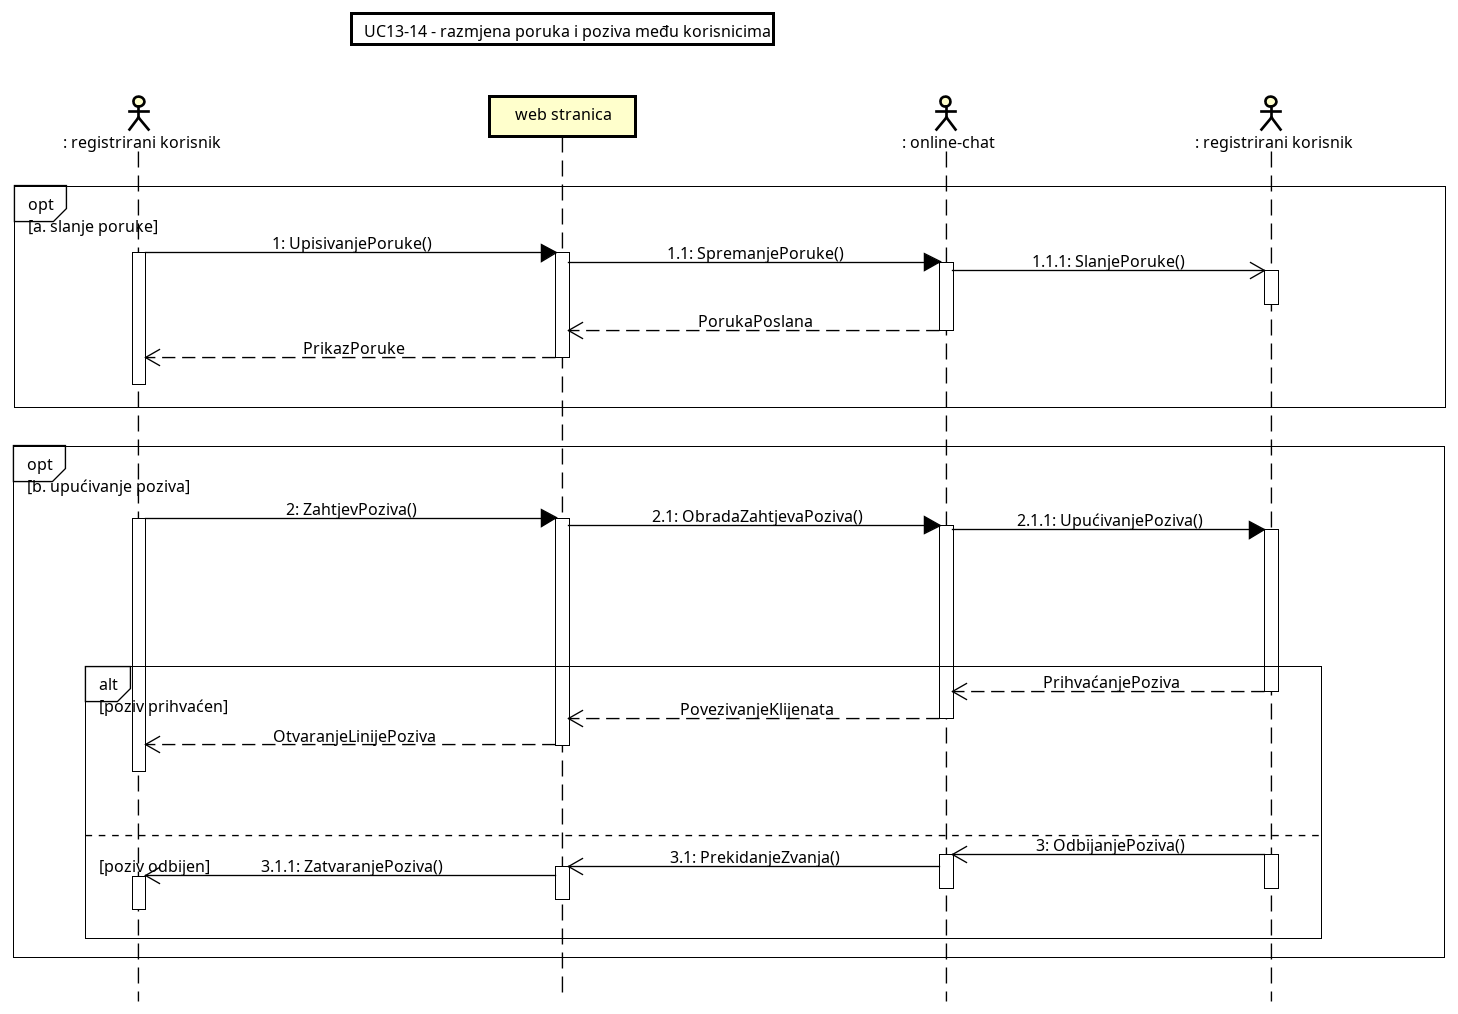 UC13-14 - razmjena poruka i poziva među korisnicima
: registrirani korisnik
web stranica
: online-chat
: registrirani korisnik
opt
[a. slanje poruke]
1: UpisivanjePoruke()
1.1: SpremanjePoruke()
1.1.1: SlanjePoruke()
PorukaPoslana
PrikazPoruke
opt
[b. upućivanje poziva]
2: ZahtjevPoziva()
2.1: ObradaZahtjevaPoziva()
2.1.1: UpućivanjePoziva()
alt
[poziv prihvaćen]
PrihvaćanjePoziva
PovezivanjeKlijenata
OtvaranjeLinijePoziva
3: OdbijanjePoziva()
3.1: PrekidanjeZvanja()
[poziv odbijen]
3.1.1: ZatvaranjePoziva()